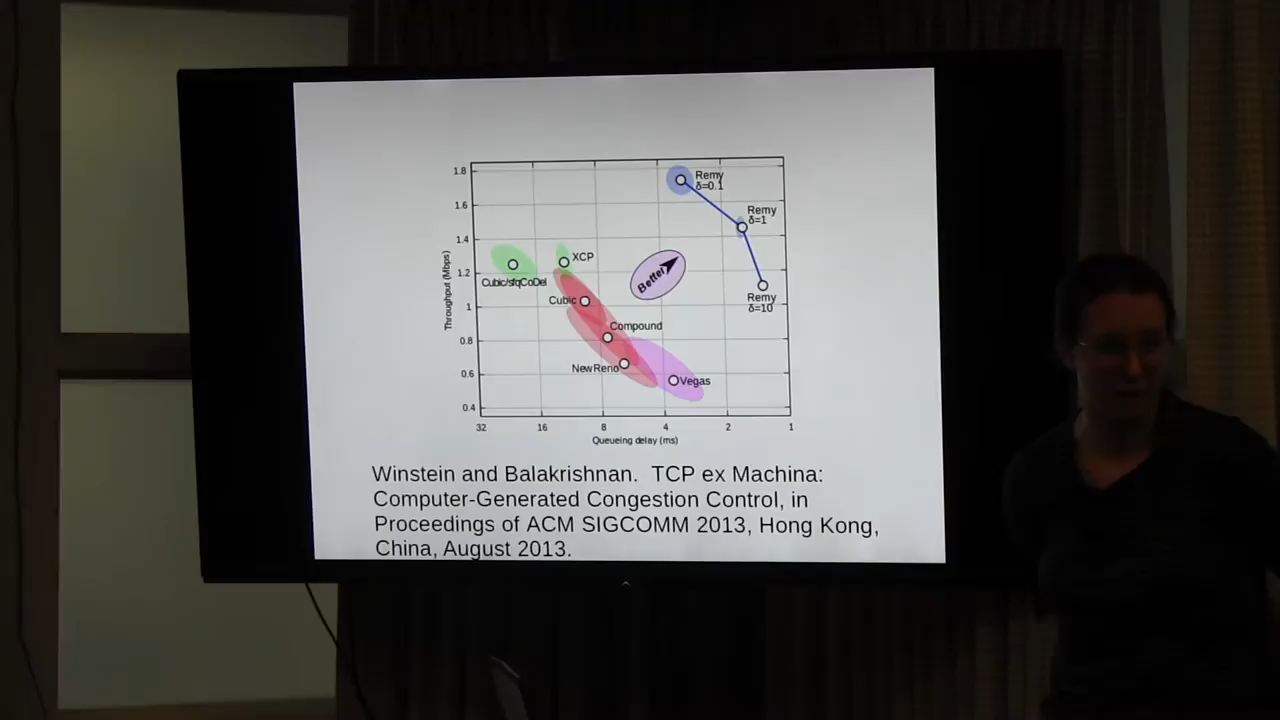 1.8
1.6
1.4
1.2
1
0.8
0.6
0.4
Throughput (Mbps)
32 16 8 4 2 1
Queueing delay (ms)
Remy
δ=0.1
Remy
δ=1
Remy
δ=10
XCP
Cubic/sfqCoDel
Better
Cubic
Compound
NewReno
Vegas
Winstein and Balakrishnan. TCP ex Machina:
Computer-Generated Congestion Control, in
Proceedings of ACM SIGCOMM 2013, Hong Kong,
China, August 2013.